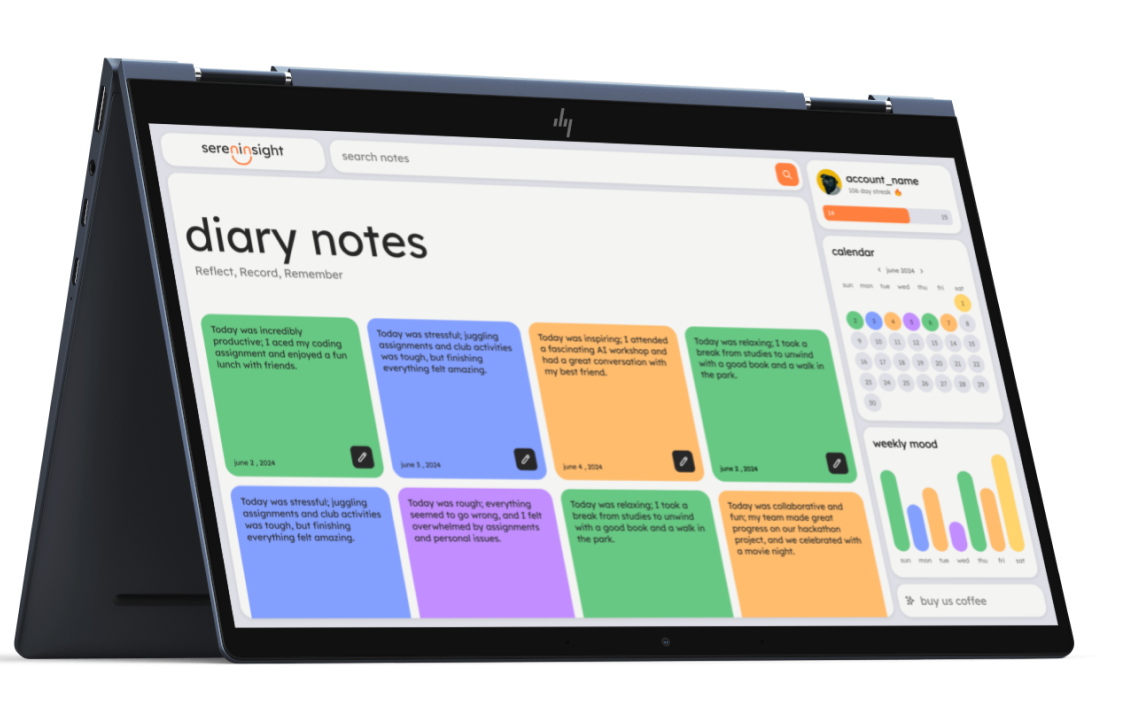 hp
sereninsight
search notes
account_name
106 day streak
14
15
diary notes
Reflect, Record, Remember
calendar
< june 2024 >
sun mon tue wed thu fri sat
1
2 3 4 5 6 7 8
9 10 11 12 13 14 15
16 17 18 19 20 21 22
23 24 25 26 27 28 29
30
Today was incredibly
productive; I aced my coding
assignment and enjoyed a fun
lunch with friends.
june 2 , 2024
Today was stressful; juggling
assignments and club activities
was tough, but finishing
everything felt amazing.
june 3 , 2024
Today was inspiring; I attended
a fascinating AI workshop and
had a great conversation with
my best friend.
june 4 , 2024
Today was relaxing; I took a
break from studies to unwind
with a good book and a walk in
the park.
june 2 , 2024
weekly mood
sun mon tue wed thu fri sat
Today was stressful; juggling
assignments and club activities
was tough, but finishing
everything felt amazing.
Today was rough; everything
seemed to go wrong, and I felt
overwhelmed by assignments
and personal issues.
Today was relaxing; I took a
break from studies to unwind
with a good book and a walk in
the park.
Today was collaborative and
fun; my team made great
progress on our hackathon
project, and we celebrated with
a movie night.
buy us coffee